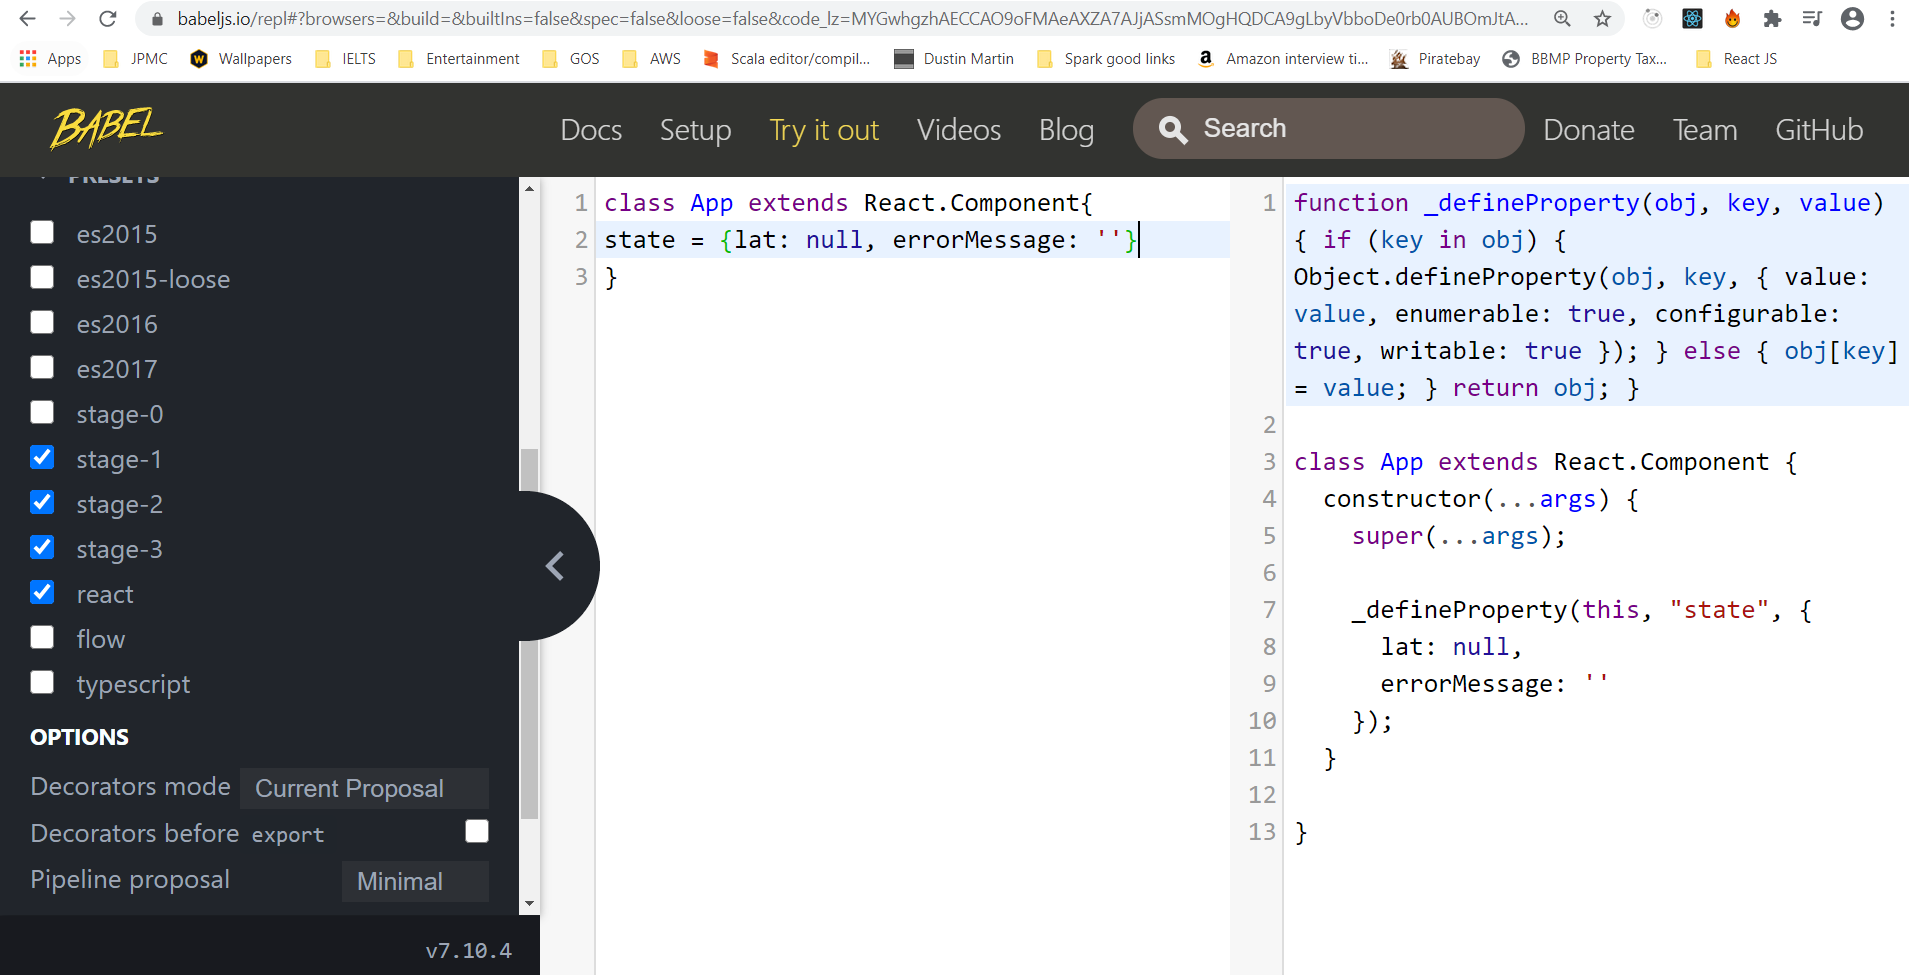 babeljs.io/repl#?browsers=&build=&builtIns=false&spec=false&loose=false&code_lz=MYGwhgzhAECCAO9oFMAeAXZA7AJjASsmMOgHQDCA9gLbyVbboDe0rb0AUBOmJtA...
Apps JPMC Wallpapers IELTS Entertainment GOS AWS Scala editor/compil... Dustin Martin Spark good links Amazon interview ti... Piratebay BBMP Property Tax... React JS
BABEL Docs Setup Try it out Videos Blog Search Donate Team GitHub
PRESETS
es2015
es2015-loose
es2016
es2017
stage-0
stage-1
stage-2
stage-3
react
flow
typescript
OPTIONS
Decorators mode Current Proposal
Decorators before export
Pipeline proposal Minimal
v7.10.4
1 class App extends React.Component{
2 state = {lat: null, errorMessage: ''}
3 }
1 function _defineProperty(obj, key, value)
{ if (key in obj) {
Object.defineProperty(obj, key, { value:
value, enumerable: true, configurable:
true, writable: true }); } else { obj[key]
= value; } return obj; }
2
3 class App extends React.Component {
4 constructor(...args) {
5 super(...args);
6
7 _defineProperty(this, "state", {
8 lat: null,
9 errorMessage: ''
10 });
11 }
12
13 }